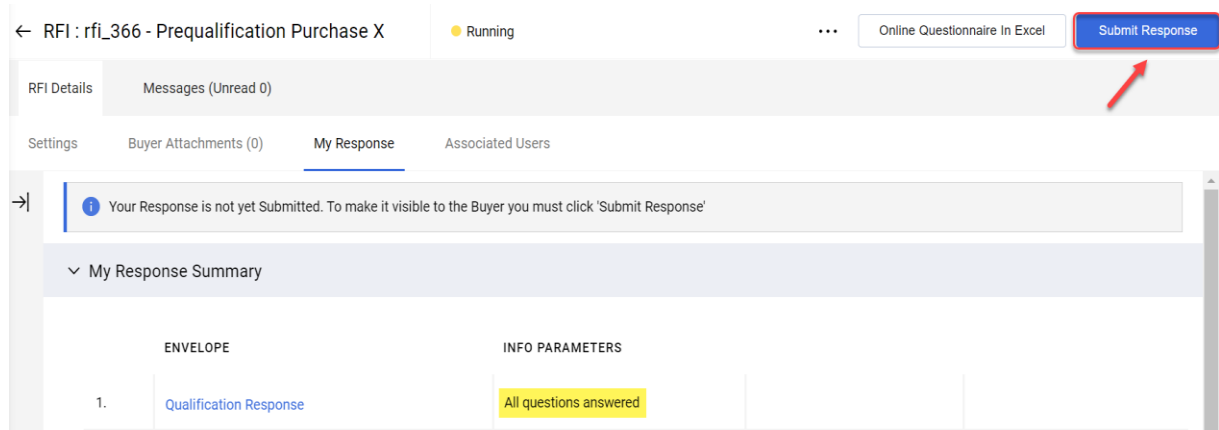 RFI : rfi_366 - Prequalification Purchase X
Running
Online Questionnaire In Excel
Submit Response
RFI Details
Messages (Unread 0)
Settings
Buyer Attachments (0)
My Response
Associated Users
Your Response is not yet Submitted. To make it visible to the Buyer you must click 'Submit Response'
My Response Summary
ENVELOPE
INFO PARAMETERS
1.
Qualification Response
All questions answered